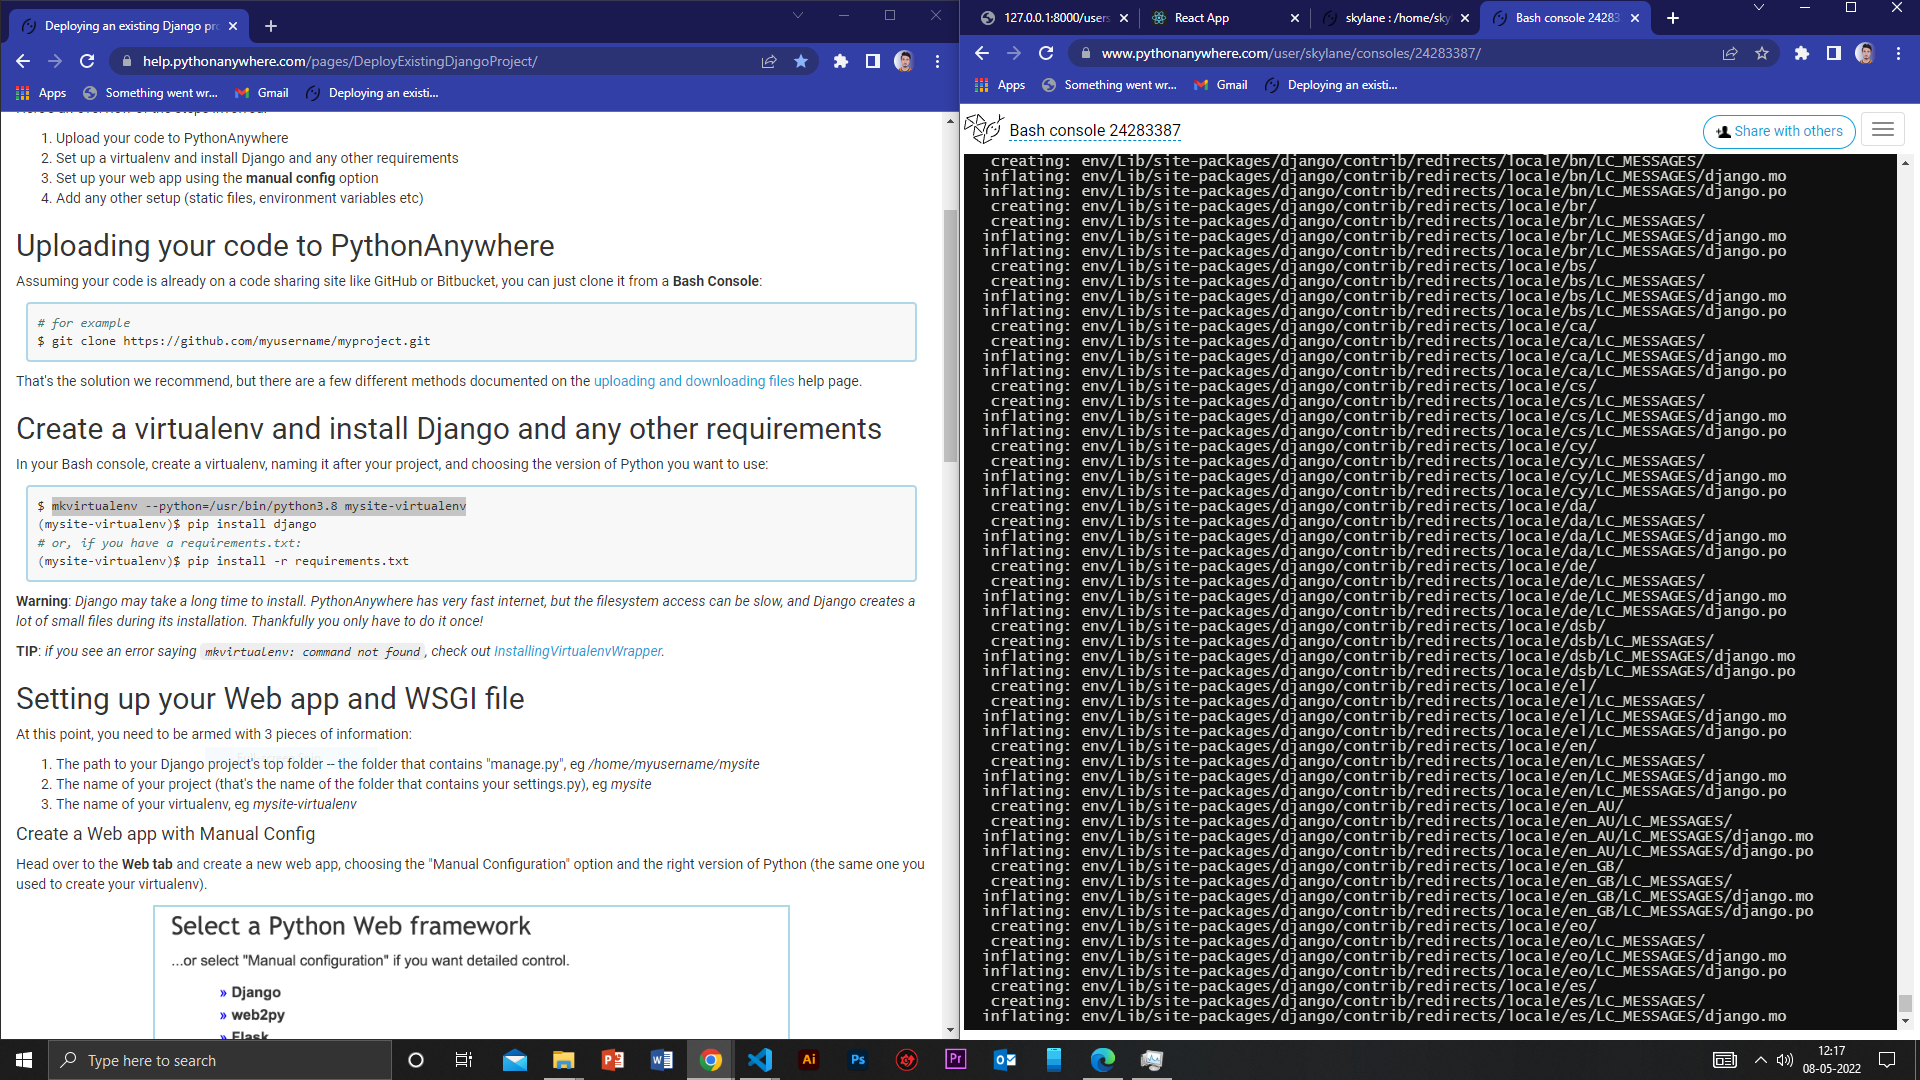 Deploying an existing Django pro
help.pythonanywhere.com/pages/DeployExistingDjangoProject/
Apps
Something went wr...
Gmail
Deploying an existi...
1. Upload your code to PythonAnywhere
2. Set up a virtualenv and install Django and any other requirements
3. Set up your web app using the manual config option
4. Add any other setup (static files, environment variables etc)
Uploading your code to PythonAnywhere
Assuming your code is already on a code sharing site like GitHub or Bitbucket, you can just clone it from a Bash Console:
# for example
$ git clone https://github.com/myusername/myproject.git
That's the solution we recommend, but there are a few different methods documented on the uploading and downloading files help page.
Create a virtualenv and install Django and any other requirements
In your Bash console, create a virtualenv, naming it after your project, and choosing the version of Python you want to use:
$ mkvirtualenv --python=/usr/bin/python3.8 mysite-virtualenv
(mysite-virtualenv)$ pip install django
# or, if you have a requirements.txt:
(mysite-virtualenv)$ pip install -r requirements.txt
Warning: Django may take a long time to install. PythonAnywhere has very fast internet, but the filesystem access can be slow, and Django creates a
lot of small files during its installation. Thankfully you only have to do it once!
TIP: if you see an error saying mkvirtualenv: command not found, check out InstallingVirtualenvWrapper.
Setting up your Web app and WSGI file
At this point, you need to be armed with 3 pieces of information:
1. The path to your Django project's top folder -- the folder that contains "manage.py", eg /home/myusername/mysite
2. The name of your project (that's the name of the folder that contains your settings.py), eg mysite
3. The name of your virtualenv, eg mysite-virtualenv
Create a Web app with Manual Config
Head over to the Web tab and create a new web app, choosing the "Manual Configuration" option and the right version of Python (the same one you
used to create your virtualenv).
Select a Python Web framework
...or select "Manual configuration" if you want detailed control.
» Django
» web2py
» Flask
127.0.0.1:8000/users
React App
skylane : /home/sky
Bash console 24283
www.pythonanywhere.com/user/skylane/consoles/24283387/
Apps
Something went wr...
Gmail
Deploying an existi...
Bash console 24283387
Share with others
creating: env/Lib/site-packages/django/contrib/redirects/locale/bn/LC_MESSAGES/
inflating: env/Lib/site-packages/django/contrib/redirects/locale/bn/LC_MESSAGES/django.mo
inflating: env/Lib/site-packages/django/contrib/redirects/locale/bn/LC_MESSAGES/django.po
creating: env/Lib/site-packages/django/contrib/redirects/locale/br/
creating: env/Lib/site-packages/django/contrib/redirects/locale/br/LC_MESSAGES/
inflating: env/Lib/site-packages/django/contrib/redirects/locale/br/LC_MESSAGES/django.mo
inflating: env/Lib/site-packages/django/contrib/redirects/locale/br/LC_MESSAGES/django.po
creating: env/Lib/site-packages/django/contrib/redirects/locale/bs/
creating: env/Lib/site-packages/django/contrib/redirects/locale/bs/LC_MESSAGES/
inflating: env/Lib/site-packages/django/contrib/redirects/locale/bs/LC_MESSAGES/django.mo
inflating: env/Lib/site-packages/django/contrib/redirects/locale/bs/LC_MESSAGES/django.po
creating: env/Lib/site-packages/django/contrib/redirects/locale/ca/
creating: env/Lib/site-packages/django/contrib/redirects/locale/ca/LC_MESSAGES/
inflating: env/Lib/site-packages/django/contrib/redirects/locale/ca/LC_MESSAGES/django.mo
inflating: env/Lib/site-packages/django/contrib/redirects/locale/ca/LC_MESSAGES/django.po
creating: env/Lib/site-packages/django/contrib/redirects/locale/cs/
creating: env/Lib/site-packages/django/contrib/redirects/locale/cs/LC_MESSAGES/
inflating: env/Lib/site-packages/django/contrib/redirects/locale/cs/LC_MESSAGES/django.mo
inflating: env/Lib/site-packages/django/contrib/redirects/locale/cs/LC_MESSAGES/django.po
creating: env/Lib/site-packages/django/contrib/redirects/locale/cy/
creating: env/Lib/site-packages/django/contrib/redirects/locale/cy/LC_MESSAGES/
inflating: env/Lib/site-packages/django/contrib/redirects/locale/cy/LC_MESSAGES/django.mo
inflating: env/Lib/site-packages/django/contrib/redirects/locale/cy/LC_MESSAGES/django.po
creating: env/Lib/site-packages/django/contrib/redirects/locale/da/
creating: env/Lib/site-packages/django/contrib/redirects/locale/da/LC_MESSAGES/
inflating: env/Lib/site-packages/django/contrib/redirects/locale/da/LC_MESSAGES/django.mo
inflating: env/Lib/site-packages/django/contrib/redirects/locale/da/LC_MESSAGES/django.po
creating: env/Lib/site-packages/django/contrib/redirects/locale/de/
creating: env/Lib/site-packages/django/contrib/redirects/locale/de/LC_MESSAGES/
inflating: env/Lib/site-packages/django/contrib/redirects/locale/de/LC_MESSAGES/django.mo
inflating: env/Lib/site-packages/django/contrib/redirects/locale/de/LC_MESSAGES/django.po
creating: env/Lib/site-packages/django/contrib/redirects/locale/dsb/
creating: env/Lib/site-packages/django/contrib/redirects/locale/dsb/LC_MESSAGES/
inflating: env/Lib/site-packages/django/contrib/redirects/locale/dsb/LC_MESSAGES/django.mo
inflating: env/Lib/site-packages/django/contrib/redirects/locale/dsb/LC_MESSAGES/django.po
creating: env/Lib/site-packages/django/contrib/redirects/locale/el/
creating: env/Lib/site-packages/django/contrib/redirects/locale/el/LC_MESSAGES/
inflating: env/Lib/site-packages/django/contrib/redirects/locale/el/LC_MESSAGES/django.mo
inflating: env/Lib/site-packages/django/contrib/redirects/locale/el/LC_MESSAGES/django.po
creating: env/Lib/site-packages/django/contrib/redirects/locale/en/
creating: env/Lib/site-packages/django/contrib/redirects/locale/en/LC_MESSAGES/
inflating: env/Lib/site-packages/django/contrib/redirects/locale/en/LC_MESSAGES/django.mo
inflating: env/Lib/site-packages/django/contrib/redirects/locale/en/LC_MESSAGES/django.po
creating: env/Lib/site-packages/django/contrib/redirects/locale/en_AU/
creating: env/Lib/site-packages/django/contrib/redirects/locale/en_AU/LC_MESSAGES/
inflating: env/Lib/site-packages/django/contrib/redirects/locale/en_AU/LC_MESSAGES/django.mo
inflating: env/Lib/site-packages/django/contrib/redirects/locale/en_AU/LC_MESSAGES/django.po
creating: env/Lib/site-packages/django/contrib/redirects/locale/en_GB/
creating: env/Lib/site-packages/django/contrib/redirects/locale/en_GB/LC_MESSAGES/
inflating: env/Lib/site-packages/django/contrib/redirects/locale/en_GB/LC_MESSAGES/django.mo
inflating: env/Lib/site-packages/django/contrib/redirects/locale/en_GB/LC_MESSAGES/django.po
creating: env/Lib/site-packages/django/contrib/redirects/locale/eo/
creating: env/Lib/site-packages/django/contrib/redirects/locale/eo/LC_MESSAGES/
inflating: env/Lib/site-packages/django/contrib/redirects/locale/eo/LC_MESSAGES/django.mo
inflating: env/Lib/site-packages/django/contrib/redirects/locale/eo/LC_MESSAGES/django.po
creating: env/Lib/site-packages/django/contrib/redirects/locale/es/
creating: env/Lib/site-packages/django/contrib/redirects/locale/es/LC_MESSAGES/
inflating: env/Lib/site-packages/django/contrib/redirects/locale/es/LC_MESSAGES/django.mo
Type here to search
Ai
Ps
Pr
12:17
08-05-2022